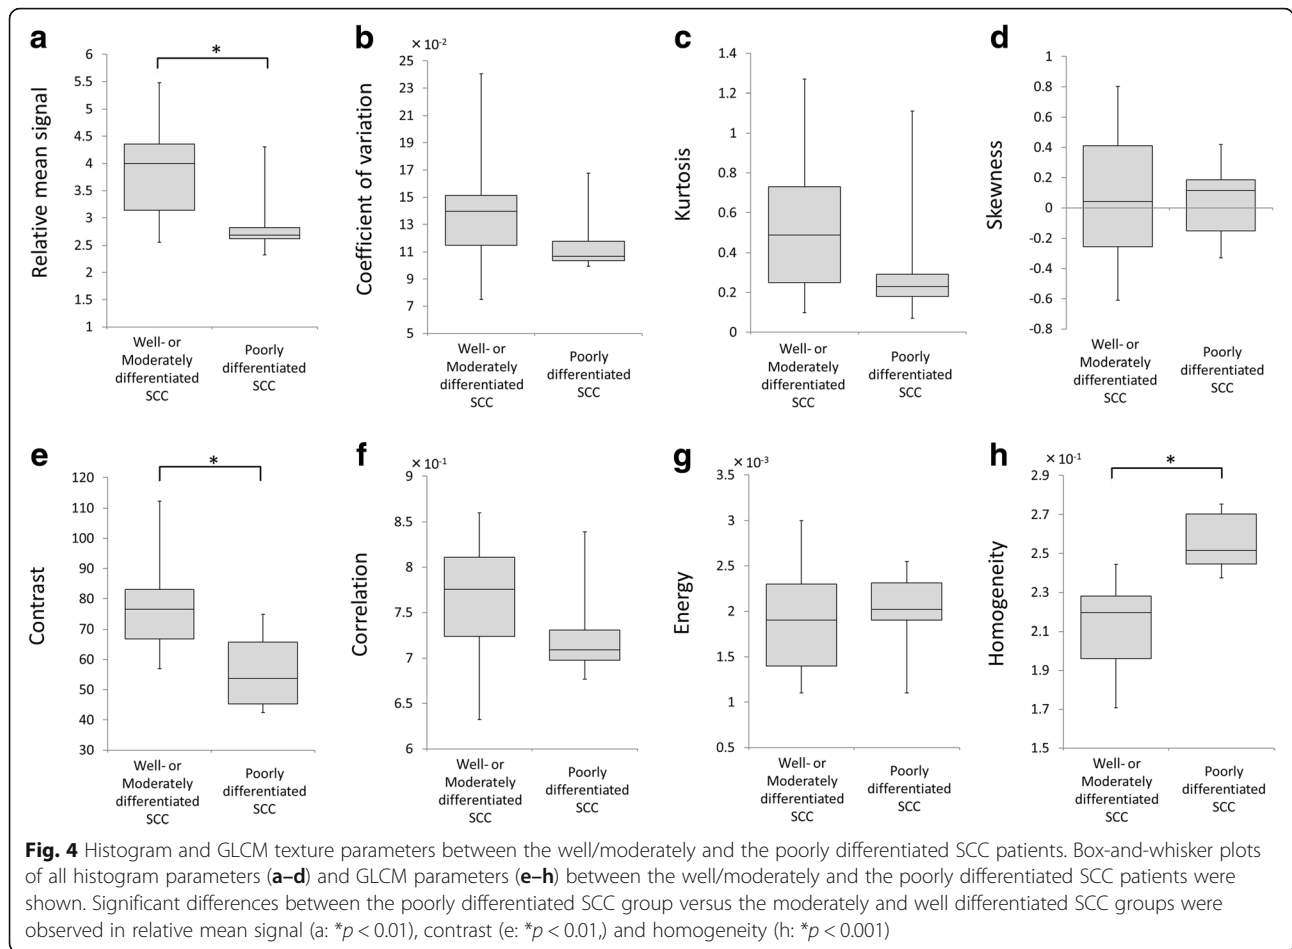 a
b
c
d
*
× 10-2
6
5.5
5
4.5
4
3.5
3
2.5
2
1.5
1
Relative mean signal
Well- or
Moderately
differentiated
SCC
Poorly
differentiated
SCC
25
23
21
19
17
15
13
11
9
7
5
Coefficient of variation
Well- or
Moderately
differentiated
SCC
Poorly
differentiated
SCC
1.4
1.2
1
0.8
0.6
0.4
0.2
0
Kurtosis
Well- or
Moderately
differentiated
SCC
Poorly
differentiated
SCC
1
0.8
0.6
0.4
0.2
0
-0.2
-0.4
-0.6
-0.8
Skewness
Well- or
Moderately
differentiated
SCC
Poorly
differentiated
SCC
e
f
g
h
*
120
110
100
90
80
70
60
50
40
30
Contrast
Well- or
Moderately
differentiated
SCC
Poorly
differentiated
SCC
× 10-1
9
8.5
8
7.5
7
6.5
6
Correlation
Well- or
Moderately
differentiated
SCC
Poorly
differentiated
SCC
× 10-3
3.5
3
2.5
2
1.5
1
0.5
Energy
Well- or
Moderately
differentiated
SCC
Poorly
differentiated
SCC
× 10-1
*
2.9
2.7
2.5
2.3
2.1
1.9
1.7
1.5
Homogeneity
Well- or
Moderately
differentiated
SCC
Poorly
differentiated
SCC
Fig. 4 Histogram and GLCM texture parameters between the well/moderately and the poorly differentiated SCC patients. Box-and-whisker plots
of all histogram parameters (a–d) and GLCM parameters (e–h) between the well/moderately and the poorly differentiated SCC patients were
shown. Significant differences between the poorly differentiated SCC group versus the moderately and well differentiated SCC groups were
observed in relative mean signal (a: *p < 0.01), contrast (e: *p < 0.01,) and homogeneity (h: *p < 0.001)